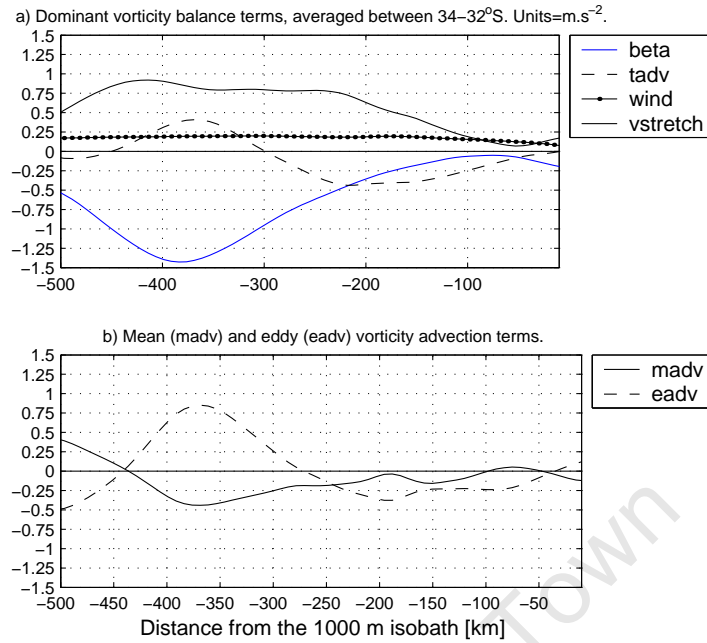 a) Dominant vorticity balance terms, averaged between 34−32°S. Units=m.s⁻².
1.5
1.25
1
0.75
0.5
0.25
0
−0.25
−0.5
−0.75
−1
−1.25
−1.5
−500 −400 −300 −200 −100
beta
tadv
wind
vstretch
b) Mean (madv) and eddy (eadv) vorticity advection terms.
1.5
1.25
1
0.75
0.5
0.25
0
−0.25
−0.5
−0.75
−1
−1.25
−1.5
−500 −450 −400 −350 −300 −250 −200 −150 −100 −50
Distance from the 1000 m isobath [km]
madv
eadv
Town